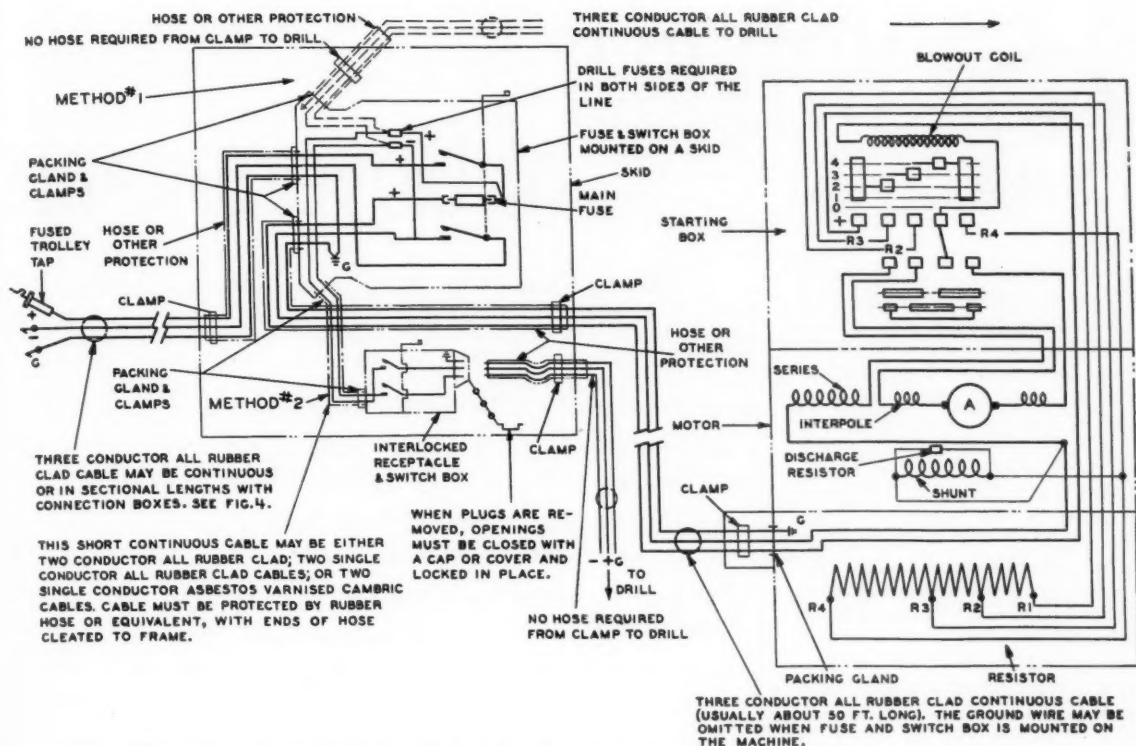 HOSE OR OTHER PROTECTION
NO HOSE REQUIRED FROM CLAMP TO DRILL
METHOD #1
THREE CONDUCTOR ALL RUBBER CLAD
CONTINUOUS CABLE TO DRILL
DRILL FUSES REQUIRED
IN BOTH SIDES OF THE
LINE
FUSE & SWITCH BOX
MOUNTED ON A SKID
SKID
MAIN
FUSE
PACKING
GLAND &
CLAMPS
FUSED
TROLLEY
TAP
HOSE OR
OTHER
PROTECTION
CLAMP
+
-
G
+
-
+
+
G
CLAMP
HOSE OR
OTHER
PROTECTION
PACKING
GLAND &
CLAMPS
METHOD #2
INTERLOCKED
RECEPTACLE
& SWITCH BOX
CLAMP
THREE CONDUCTOR ALL RUBBER
CLAD CABLE MAY BE CONTINUOUS
OR IN SECTIONAL LENGTHS WITH
CONNECTION BOXES. SEE FIG. 4.
THIS SHORT CONTINUOUS CABLE MAY BE EITHER
TWO CONDUCTOR ALL RUBBER CLAD; TWO SINGLE
CONDUCTOR ALL RUBBER CLAD CABLES; OR TWO
SINGLE CONDUCTOR ASBESTOS VARNISED CAMBRIC
CABLES. CABLE MUST BE PROTECTED BY RUBBER
HOSE OR EQUIVALENT, WITH ENDS OF HOSE
CLEATED TO FRAME.
WHEN PLUGS ARE RE-
MOVED, OPENINGS
MUST BE CLOSED WITH
A CAP OR COVER AND
LOCKED IN PLACE.
- + G
TO
DRILL
NO HOSE REQUIRED
FROM CLAMP TO DRILL
BLOWOUT COIL
4
3
2
1
0
+
R3
R2
R4
STARTING
BOX
SERIES
INTERPOLE
A
MOTOR
DISCHARGE
RESISTOR
SHUNT
CLAMP
G
R4
R3
R2
R1
PACKING GLAND
RESISTOR
THREE CONDUCTOR ALL RUBBER CLAD CONTINUOUS CABLE
(USUALLY ABOUT 50 FT. LONG). THE GROUND WIRE MAY BE
OMITTED WHEN FUSE AND SWITCH BOX IS MOUNTED ON
THE MACHINE.